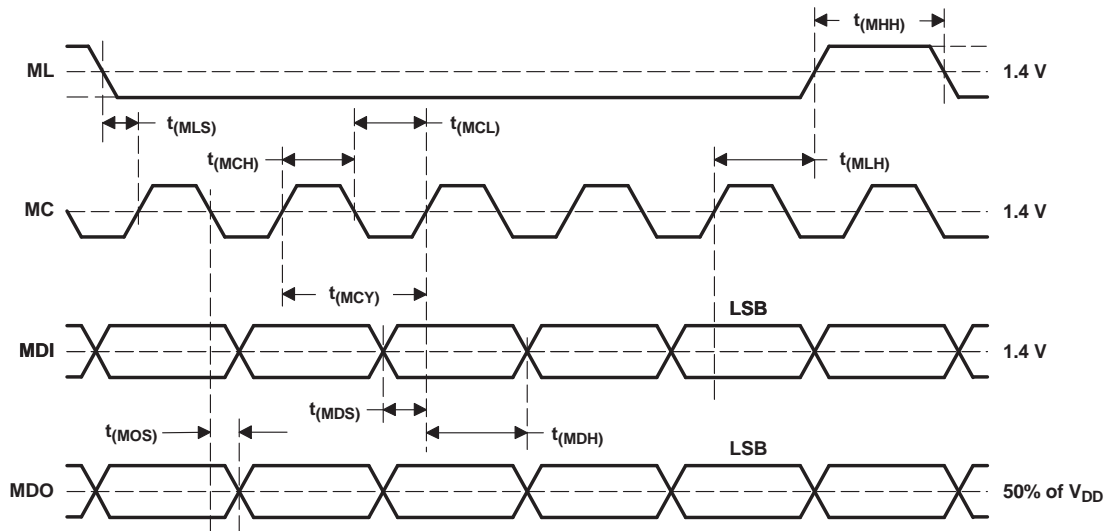 t(MHH)
ML
1.4 V
t(MLS)
t(MCL)
t(MCH)
t(MLH)
MC
1.4 V
t(MCY)
LSB
MDI
1.4 V
t(MDS)
t(MOS)
t(MDH)
LSB
MDO
50% of VDD